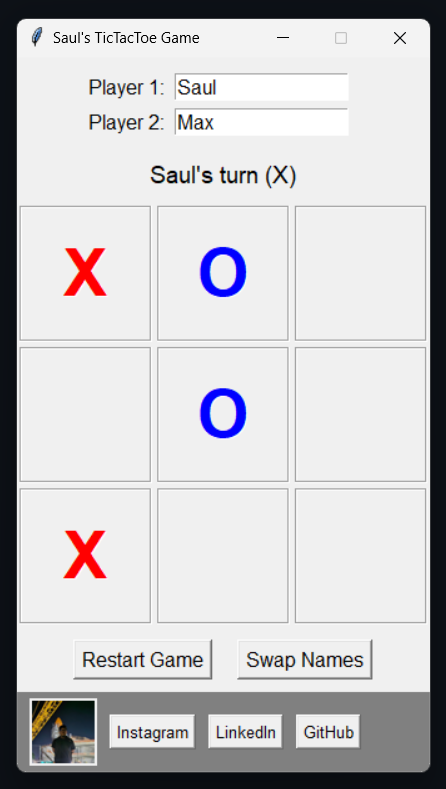 Saul's TicTacToe Game
Player 1: Saul
Player 2: Max
Saul's turn (X)
X O
O
X
Restart Game Swap Names
Instagram LinkedIn GitHub